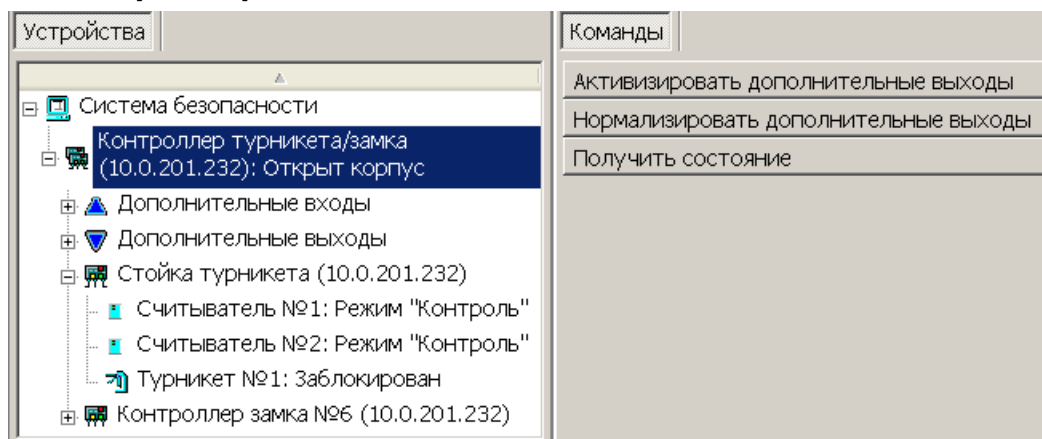 Устройства
Система безопасности
Контроллер турникета/замка
(10.0.201.232): Открыт корпус
Дополнительные входы
Дополнительные выходы
Стойка турникета (10.0.201.232)
Считыватель №1: Режим "Контроль"
Считыватель №2: Режим "Контроль"
Турникет №1: Заблокирован
Контроллер замка №6 (10.0.201.232)
Команды
Активизировать дополнительные выходы
Нормализировать дополнительные выходы
Получить состояние